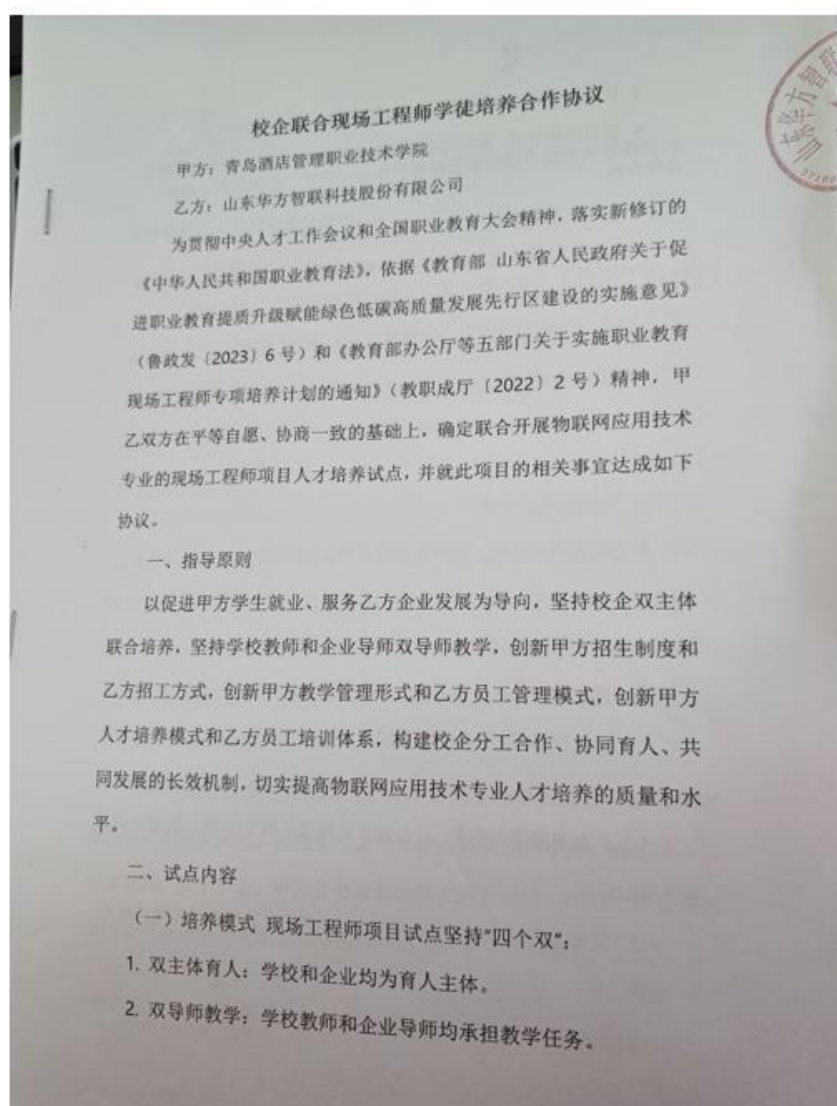 校企联合现场工程师学徒培养合作协议
甲方：青岛酒店管理职业技术学院
乙方：山东华方智联科技股份有限公司
为贯彻中央人才工作会议和全国职业教育大会精神，落实新修订的
《中华人民共和国职业教育法》，依据《教育部 山东省人民政府关于促
进职业教育提质升级赋能绿色低碳高质量发展先行区建设的实施意见》
（鲁政发〔2023〕6 号）和《教育部办公厅等五部门关于实施职业教育
现场工程师专项培养计划的通知》（教职成厅〔2022〕2 号）精神，甲
乙双方在平等自愿、协商一致的基础上，确定联合开展物联网应用技术
专业的现场工程师项目人才培养试点，并就此项目的相关事宜达成如下
协议。
一、指导原则
以促进甲方学生就业、服务乙方企业发展为导向，坚持校企双主体
联合培养，坚持学校教师和企业导师双导师教学，创新甲方招生制度和
乙方招工方式，创新甲方教学管理形式和乙方员工管理模式，创新甲方
人才培养模式和乙方员工培训体系，构建校企分工合作、协同育人、共
同发展的长效机制，切实提高物联网应用技术专业人才培养的质量和水
平。
二、试点内容
（一）培养模式 现场工程师项目试点坚持"四个双"：
1. 双主体育人：学校和企业均为育人主体。
2. 双导师教学：学校教师和企业导师均承担教学任务。
山东华方智联